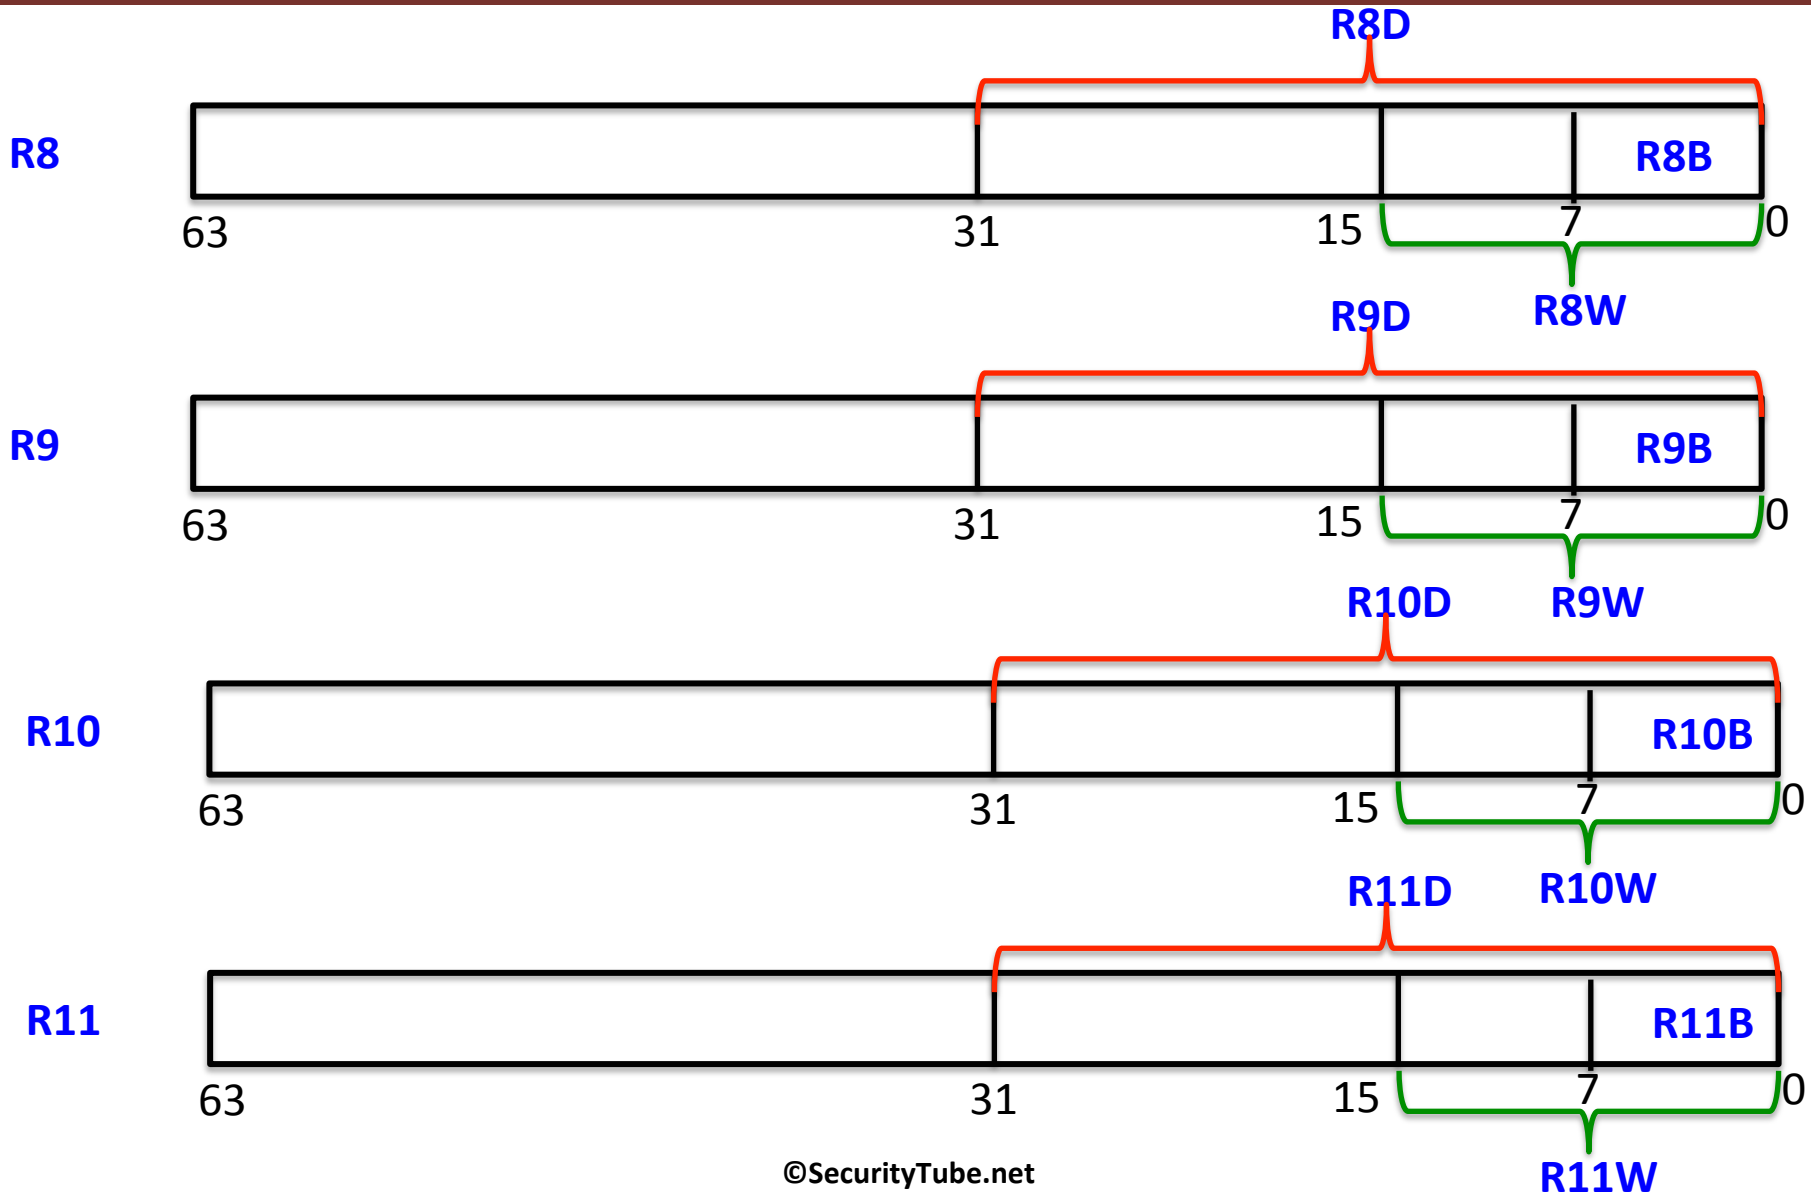 R8D
R8 R8B
63 31 15 7 0
R8W
R9D
R9 R9B
63 31 15 7 0
R9W
R10D
R10 R10B
63 31 15 7 0
R10W
R11D
R11 R11B
63 31 15 7 0
R11W
©SecurityTube.net